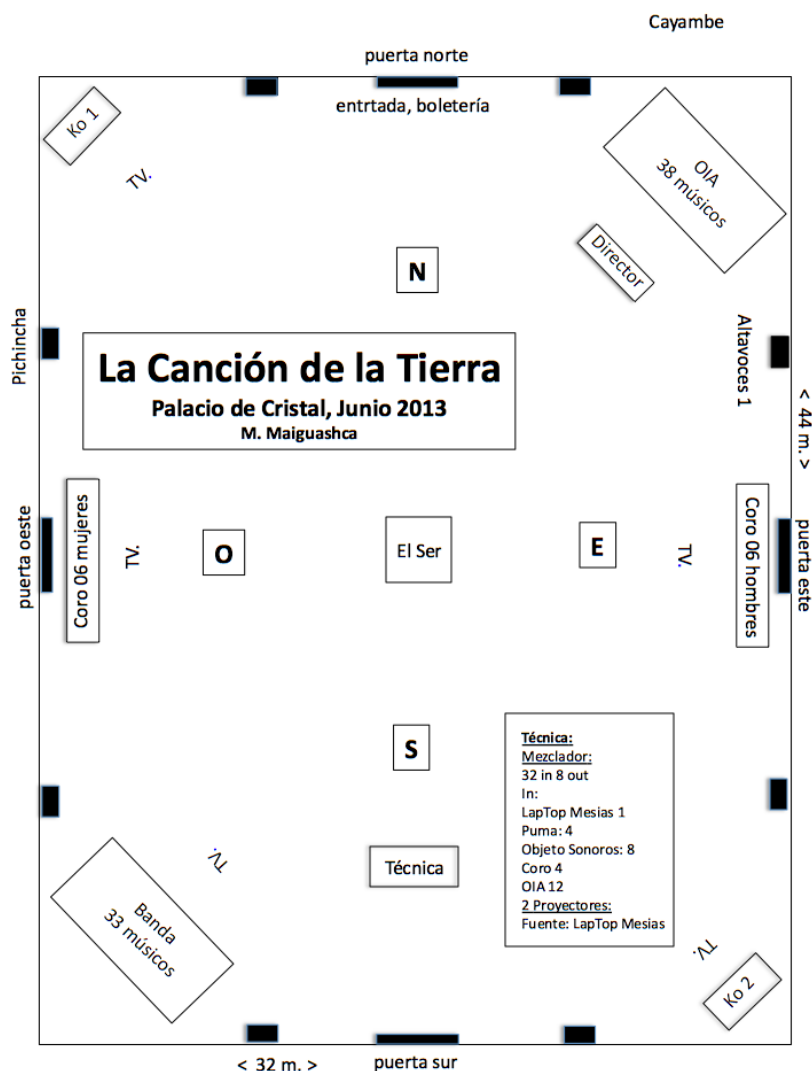 Cayambe
puerta norte
entrtada, boletería
Ko 1
TV.
OIA
38 músicos
Director
N
Pichincha
Altavoces 1
La Canción de la Tierra
Palacio de Cristal, Junio 2013
M. Maiguashca
< 44 m. >
puerta oeste
Coro 06 mujeres
TV.
O
El Ser
E
TV.
Coro 06 hombres
puerta este
S
Técnica:
Mezclador:
32 in 8 out
In:
LapTop Mesias 1
Puma: 4
Objeto Sonoros: 8
Coro 4
OIA 12
2 Proyectores:
Fuente: LapTop Mesias
TV.
Técnica
Banda
33 músicos
TV.
Ko 2
< 32 m. >
puerta sur